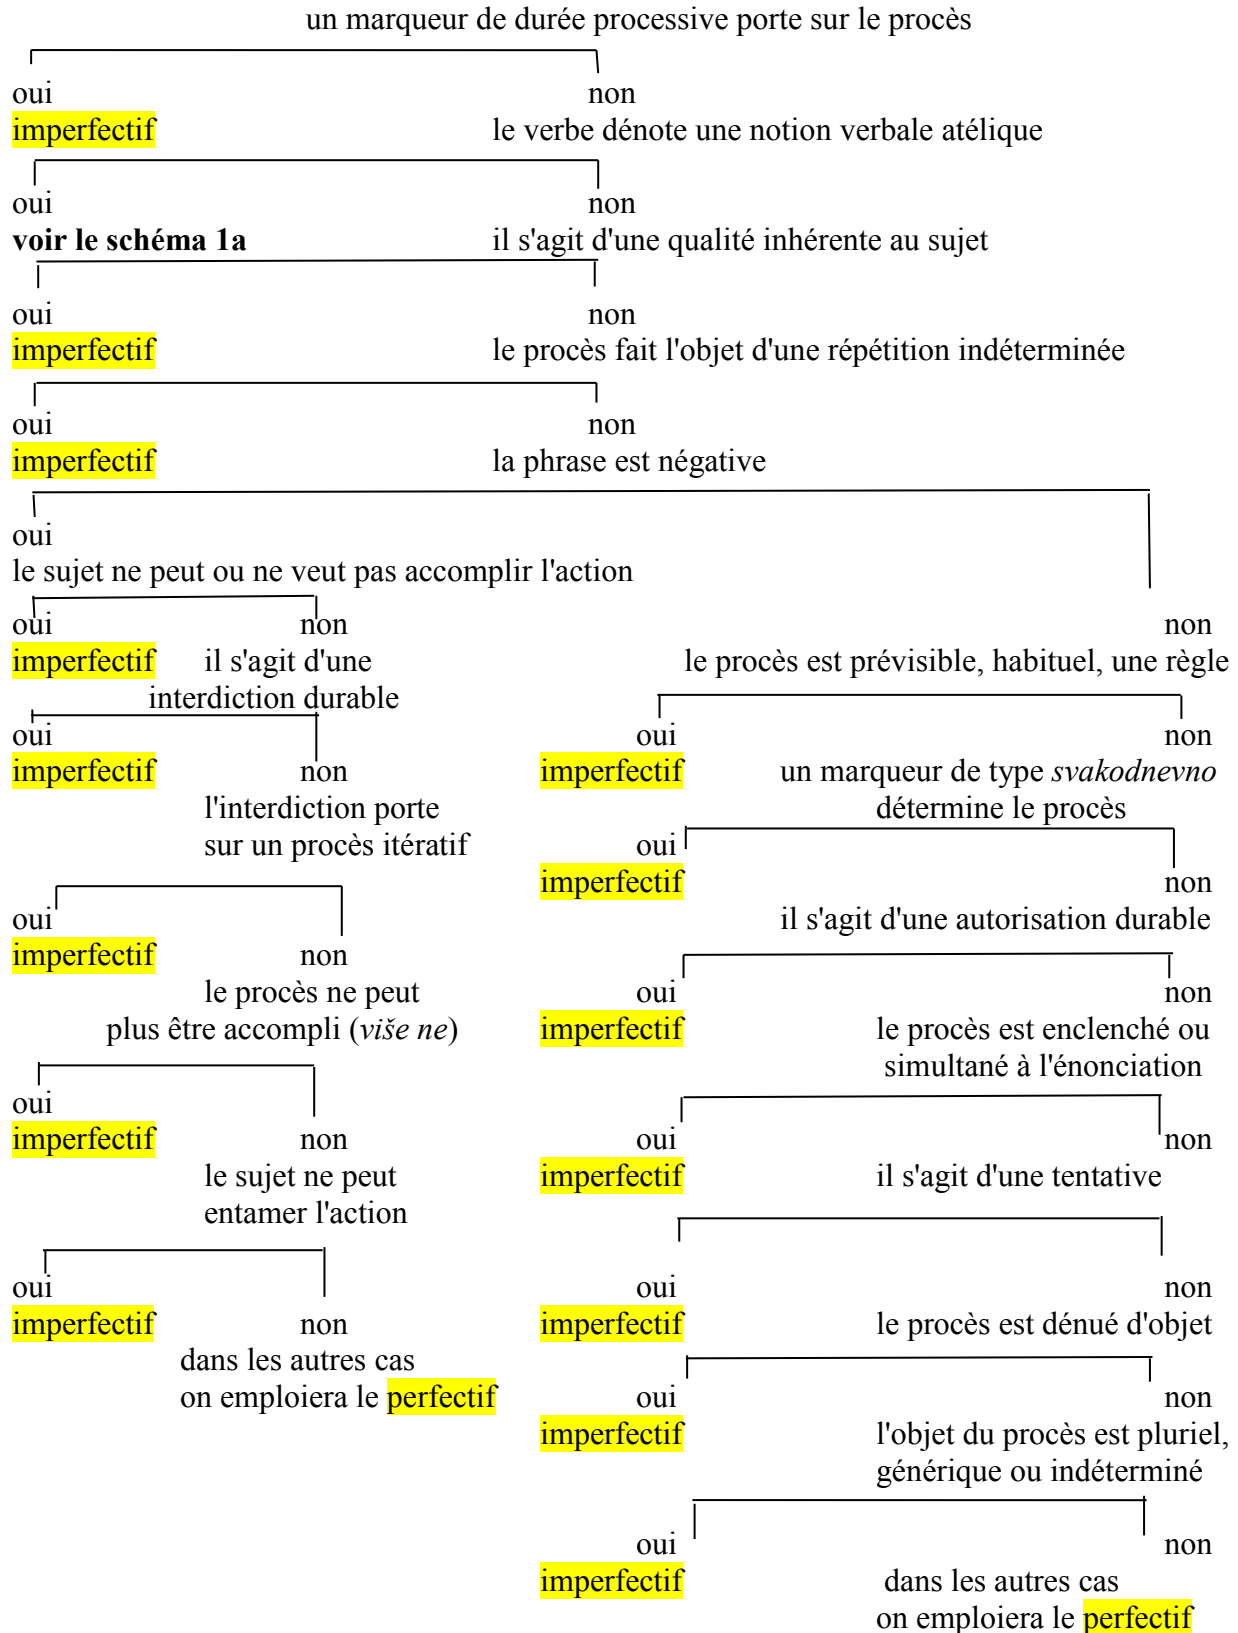 un marqueur de durée processive porte sur le procès
oui non
imperfectif le verbe dénote une notion verbale atélique
oui non
voir le schéma 1a il s'agit d'une qualité inhérente au sujet
oui non
imperfectif le procès fait l'objet d'une répétition indéterminée
oui non
imperfectif la phrase est négative
oui
le sujet ne peut ou ne veut pas accomplir l'action
oui non non
imperfectif il s'agit d'une le procès est prévisible, habituel, une règle
interdiction durable
oui oui non
imperfectif non imperfectif un marqueur de type svakodnevno
l'interdiction porte détermine le procès
sur un procès itératif oui
imperfectif non
oui il s'agit d'une autorisation durable
imperfectif non
le procès ne peut oui non
plus être accompli (više ne) imperfectif le procès est enclenché ou
simultané à l'énonciation
oui
imperfectif non oui non
le sujet ne peut imperfectif il s'agit d'une tentative
entamer l'action
oui oui non
imperfectif non imperfectif le procès est dénué d'objet
dans les autres cas
on emploiera le perfectif oui non
imperfectif l'objet du procès est pluriel,
générique ou indéterminé
oui non
imperfectif dans les autres cas
on emploiera le perfectif